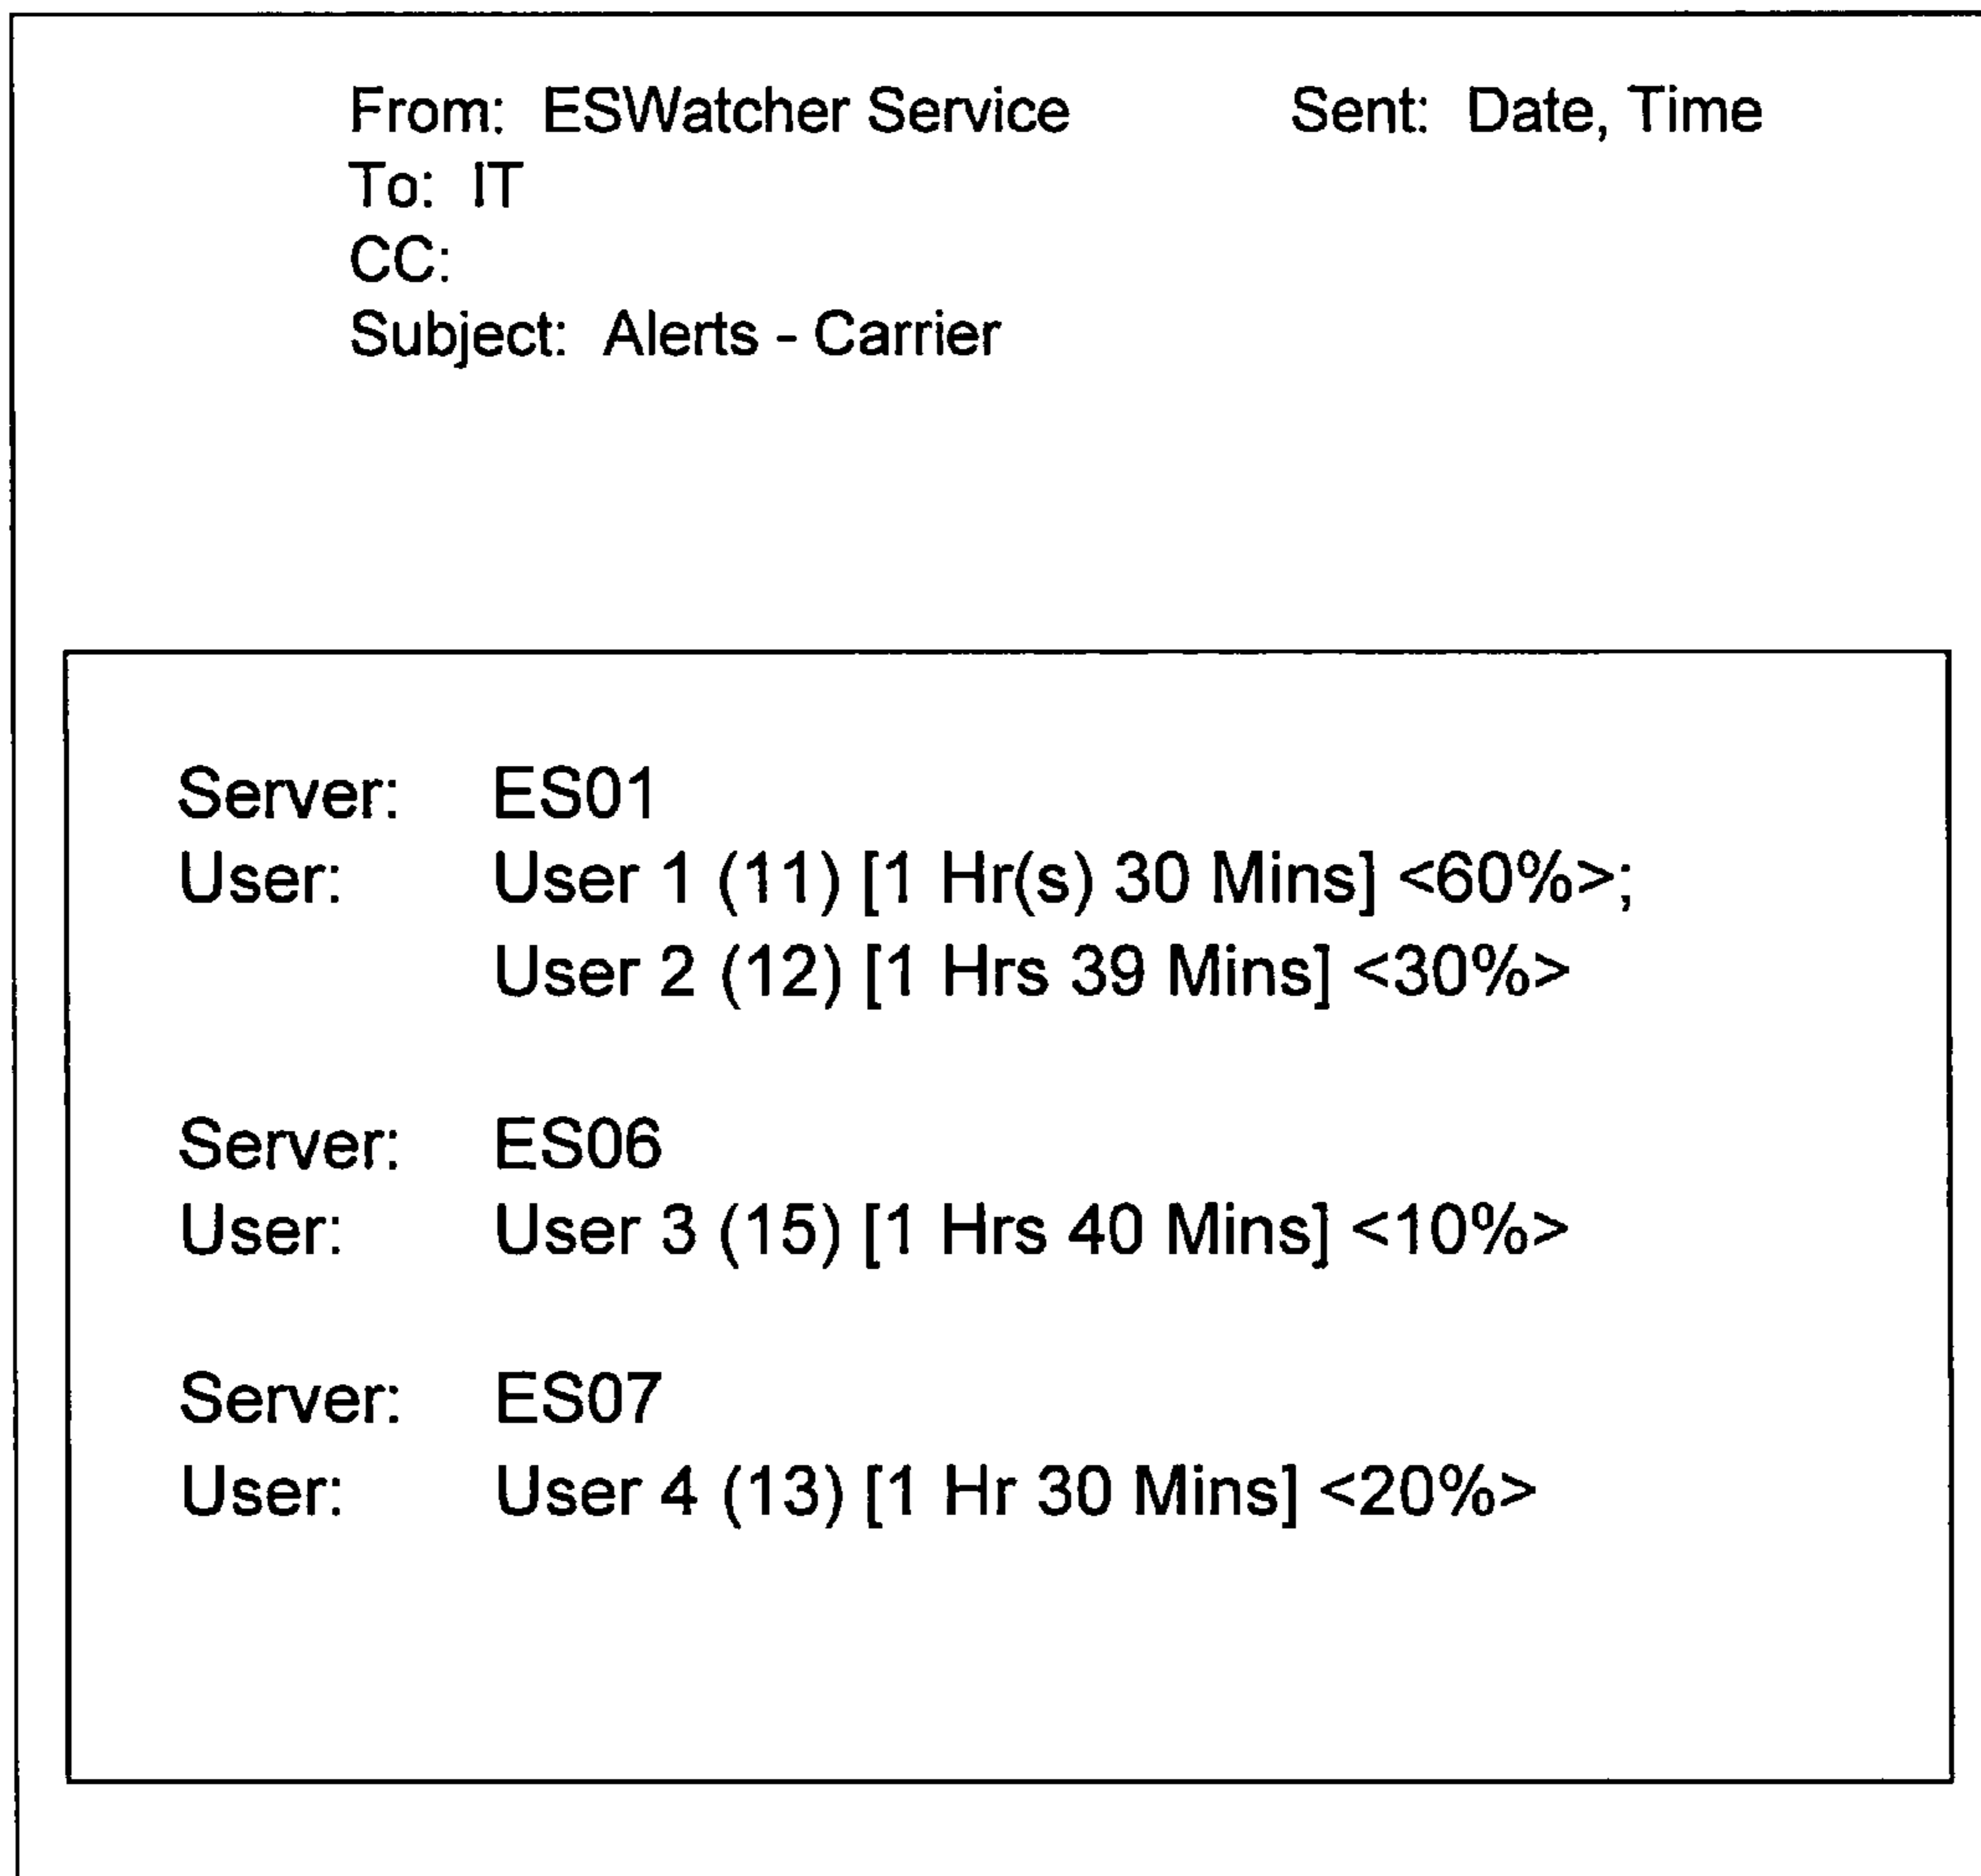 From: ESWatcher Service Sent: Date, Time
To: IT
CC:
Subject: Alerts - Carrier
Server: ES01
User: User 1 (11) [1 Hr(s) 30 Mins] <60%>;
User 2 (12) [1 Hrs 39 Mins] <30%>
Server: ES06
User: User 3 (15) [1 Hrs 40 Mins] <10%>
Server: ES07
User: User 4 (13) [1 Hr 30 Mins] <20%>